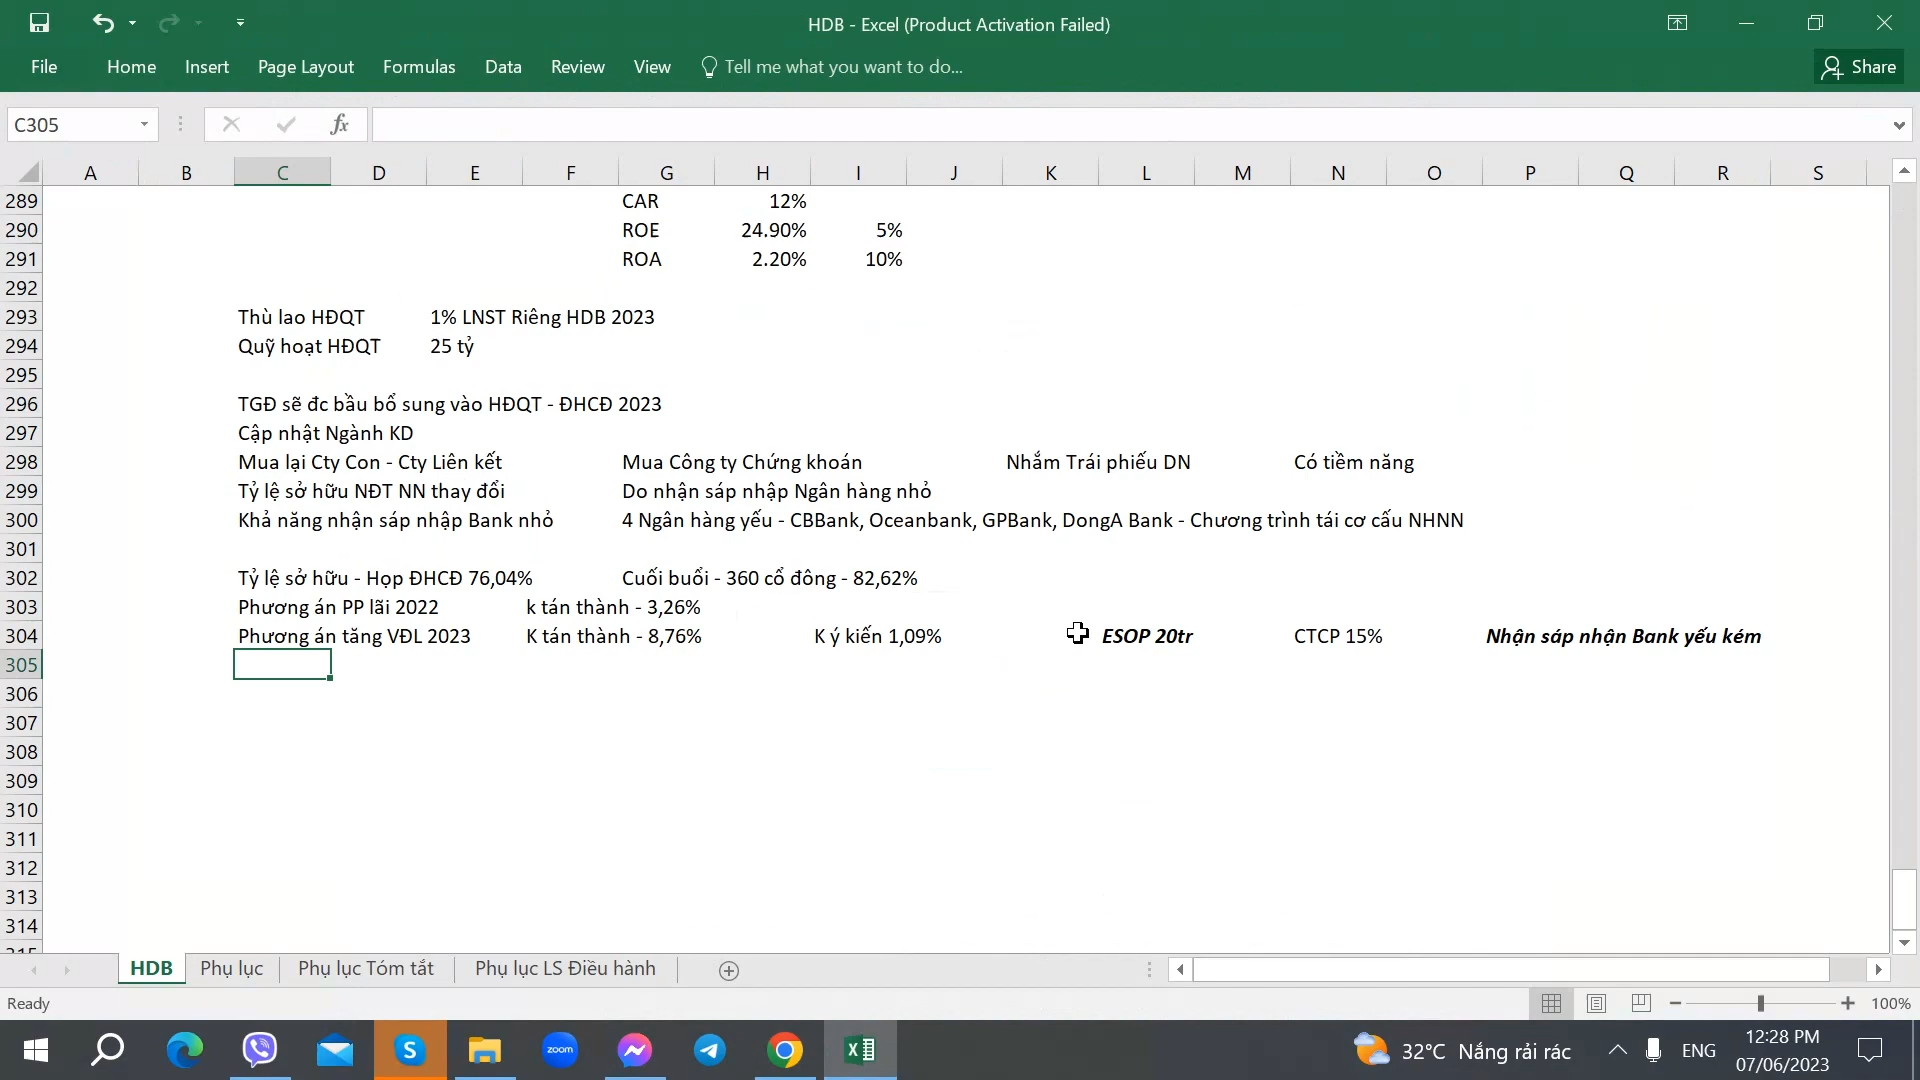 HDB - Excel (Product Activation Failed)
File Home Insert Page Layout Formulas Data Review View Tell me what you want to do... Share
C305 fx
A B C D E F G H I J K L M N O P Q R S
289 CAR 12%
290 ROE 24.90% 5%
291 ROA 2.20% 10%
292
293 Thù lao HĐQT 1% LNST Riêng HDB 2023
294 Quỹ hoạt HĐQT 25 tỷ
295
296 TGĐ sẽ đc bầu bổ sung vào HĐQT - ĐHCĐ 2023
297 Cập nhật Ngành KD
298 Mua lại Cty Con - Cty Liên kết Mua Công ty Chứng khoán Nhắm Trái phiếu DN Có tiềm năng
299 Tỷ lệ sở hữu NĐT NN thay đổi Do nhận sáp nhập Ngân hàng nhỏ
300 Khả năng nhận sáp nhập Bank nhỏ 4 Ngân hàng yếu - CBBank, Oceanbank, GPBank, DongA Bank - Chương trình tái cơ cấu NHNN
301
302 Tỷ lệ sở hữu - Họp ĐHCĐ 76,04% Cuối buổi - 360 cổ đông - 82,62%
303 Phương án PP lãi 2022 k tán thành - 3,26%
304 Phương án tăng VĐL 2023 K tán thành - 8,76% K ý kiến 1,09% ESOP 20tr CTCP 15% Nhận sáp nhận Bank yếu kém
305
306
307
308
309
310
311
312
313
314
315
HDB Phụ lục Phụ lục Tóm tắt Phụ lục LS Điều hành
Ready 100%
zoom 32°C Nắng rải rác ENG 12:28 PM
07/06/2023